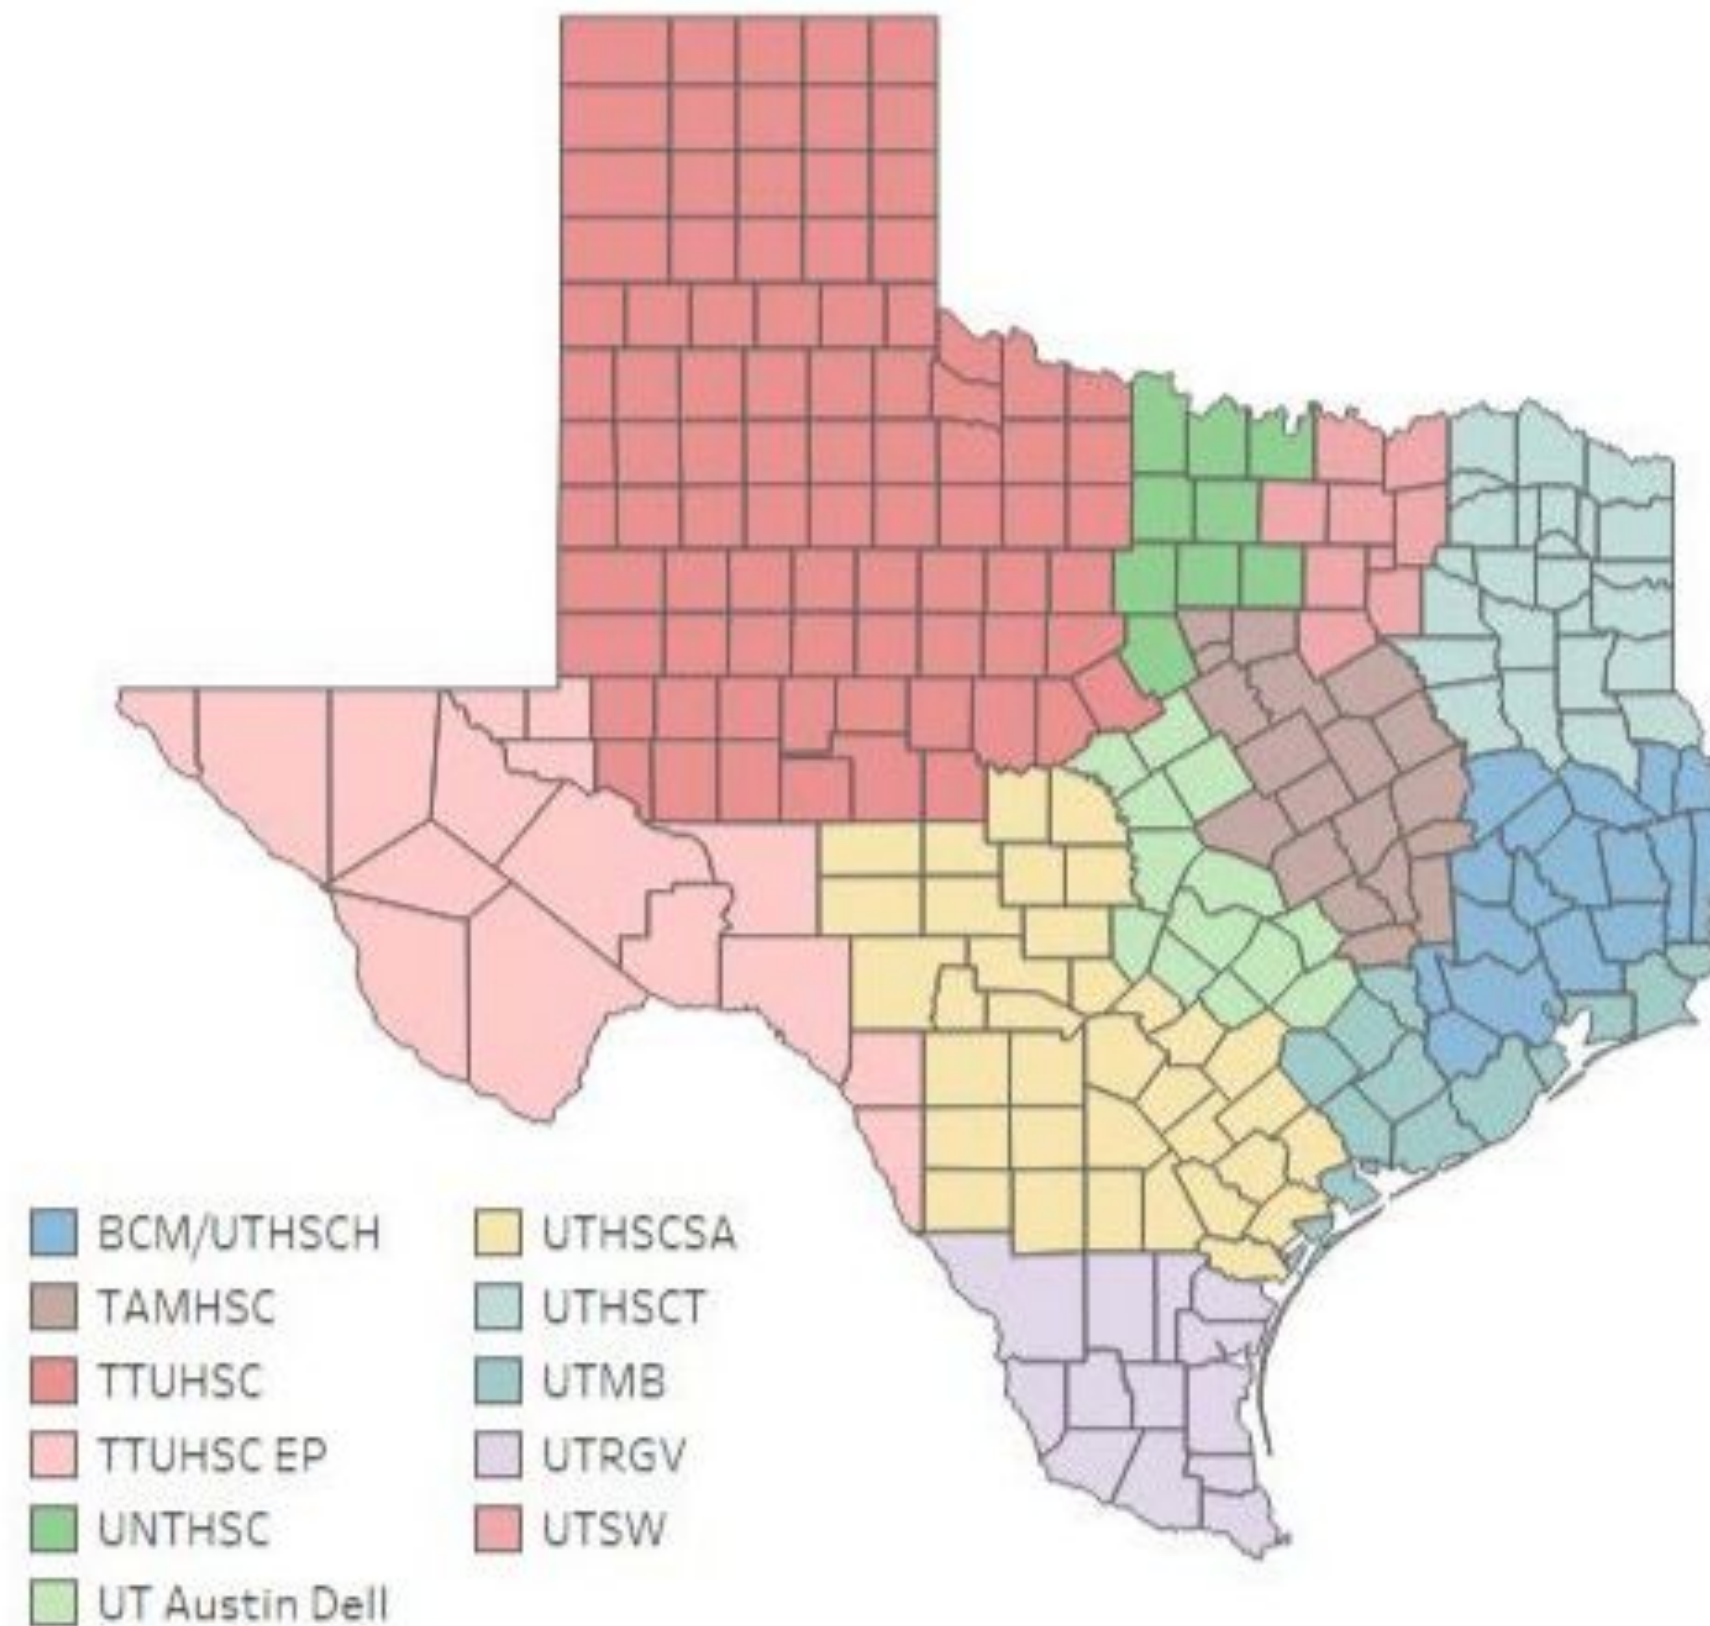 BCM/UTHSCH
TAMHSC
TTUHSC
TTUHSC EP
UNTHSC
UT Austin Dell
UTHSCSA
UTHSCT
UTMB
UTRGV
UTSW